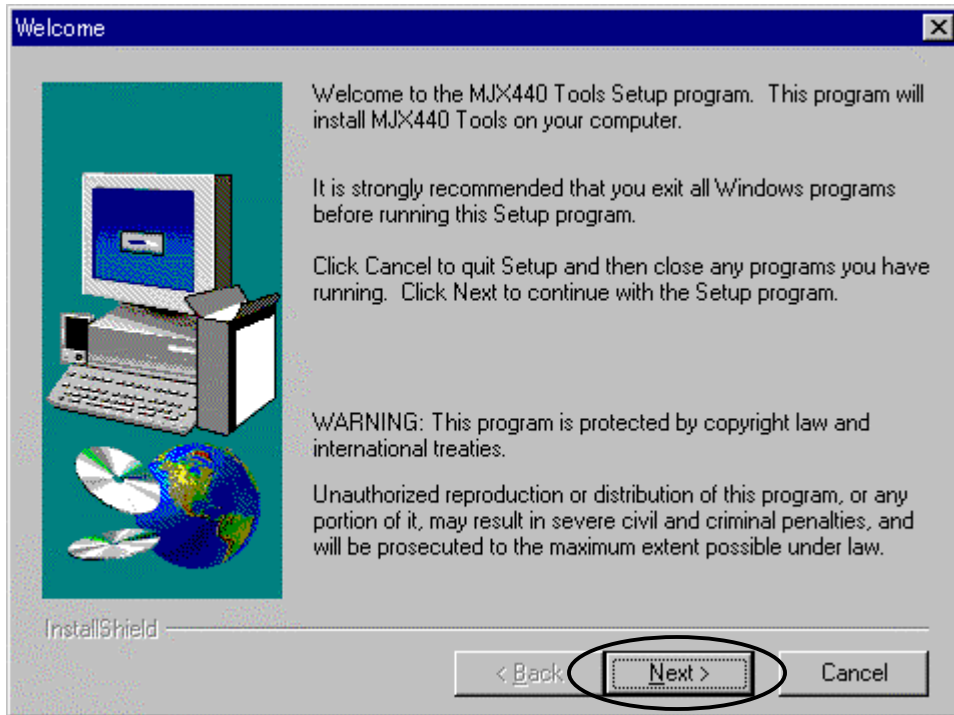 Welcome
Welcome to the MJX440 Tools Setup program.  This program will
install MJX440 Tools on your computer.
It is strongly recommended that you exit all Windows programs
before running this Setup program.
Click Cancel to quit Setup and then close any programs you have
running.  Click Next to continue with the Setup program.
WARNING: This program is protected by copyright law and
international treaties.
Unauthorized reproduction or distribution of this program, or any
portion of it, may result in severe civil and criminal penalties, and
will be prosecuted to the maximum extent possible under law.
InstallShield
< Back
Next >
Cancel